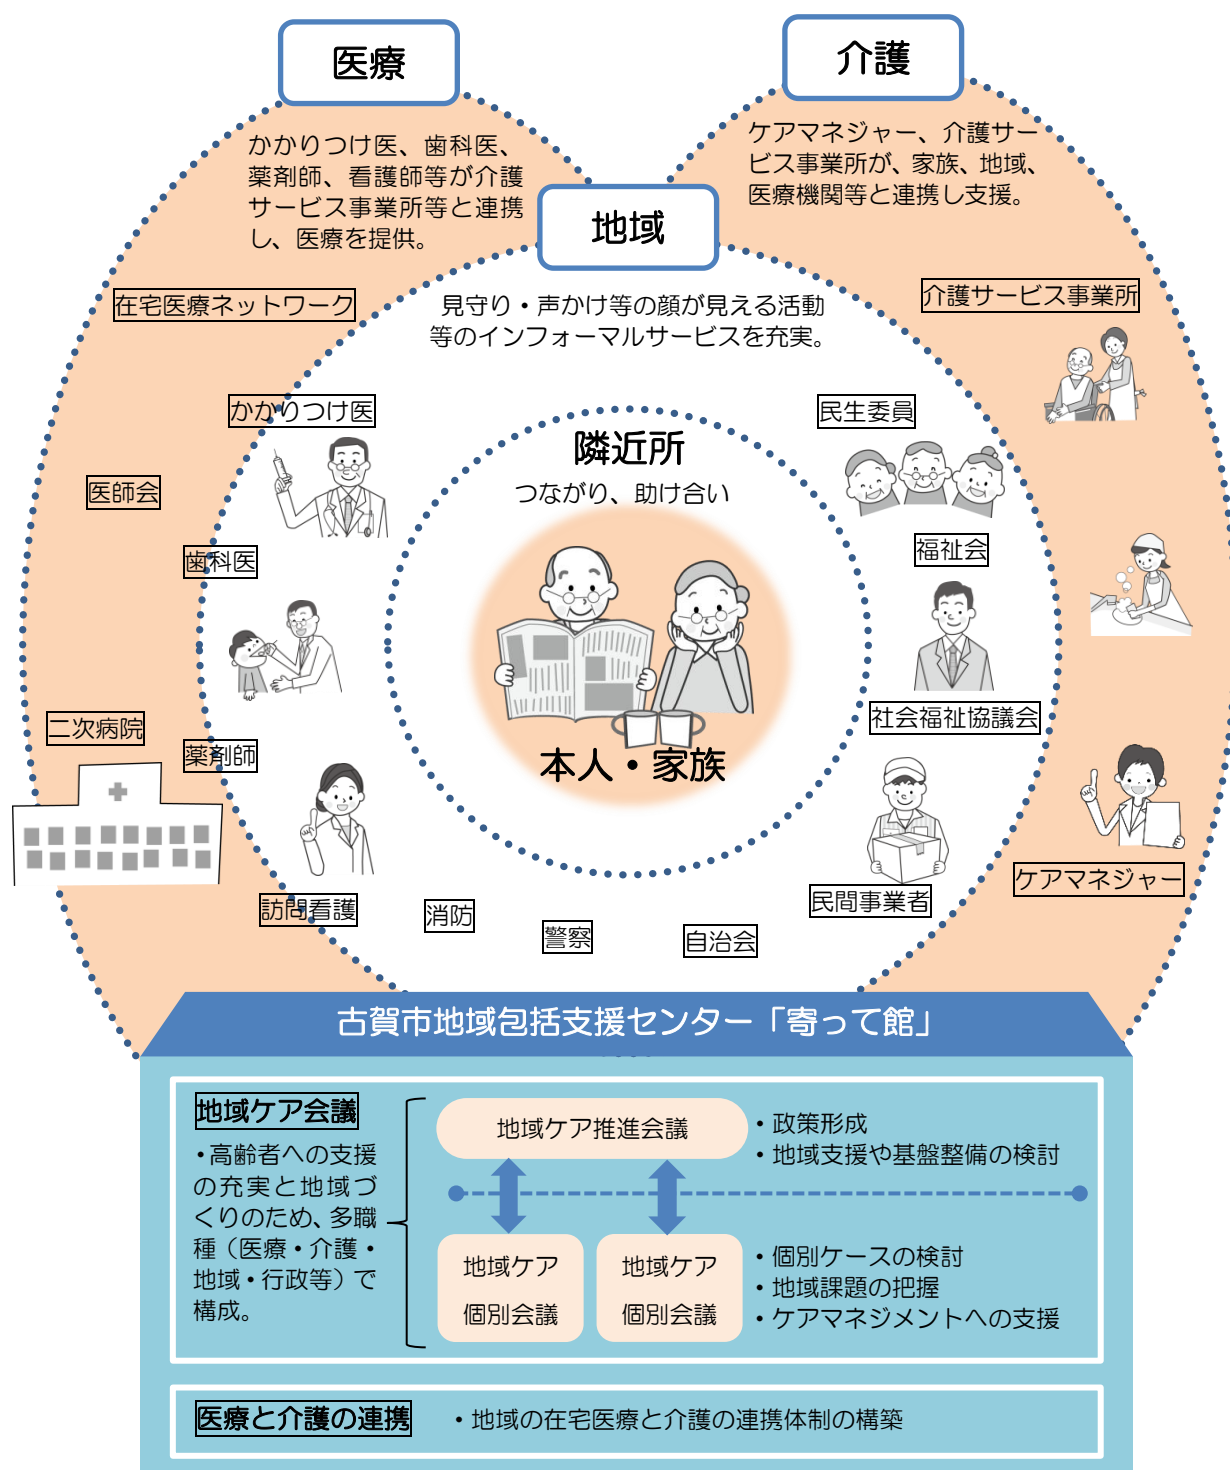 医療
かかりつけ医、歯科医、
薬剤師、看護師等が介護
サービス事業所等と連携
し、医療を提供。
介護
ケアマネジャー、介護サー
ビス事業所が、家族、地域、
医療機関等と連携し支援。
地域
見守り・声かけ等の顔が見える活動
等のインフォーマルサービスを充実。
在宅医療ネットワーク
介護サービス事業所
かかりつけ医
民生委員
隣近所
つながり、助け合い
医師会
歯科医
福祉会
二次病院
薬剤師
社会福祉協議会
本人・家族
ケアマネジャー
訪問看護
消防
警察
自治会
民間事業者
古賀市地域包括支援センター「寄って館」
地域ケア会議
・高齢者への支援
の充実と地域づ
くりのため、多職
種（医療・介護・
地域・行政等）で
構成。
地域ケア推進会議
・政策形成
・地域支援や基盤整備の検討
地域ケア
個別会議
地域ケア
個別会議
・個別ケースの検討
・地域課題の把握
・ケアマネジメントへの支援
医療と介護の連携
・地域の在宅医療と介護の連携体制の構築